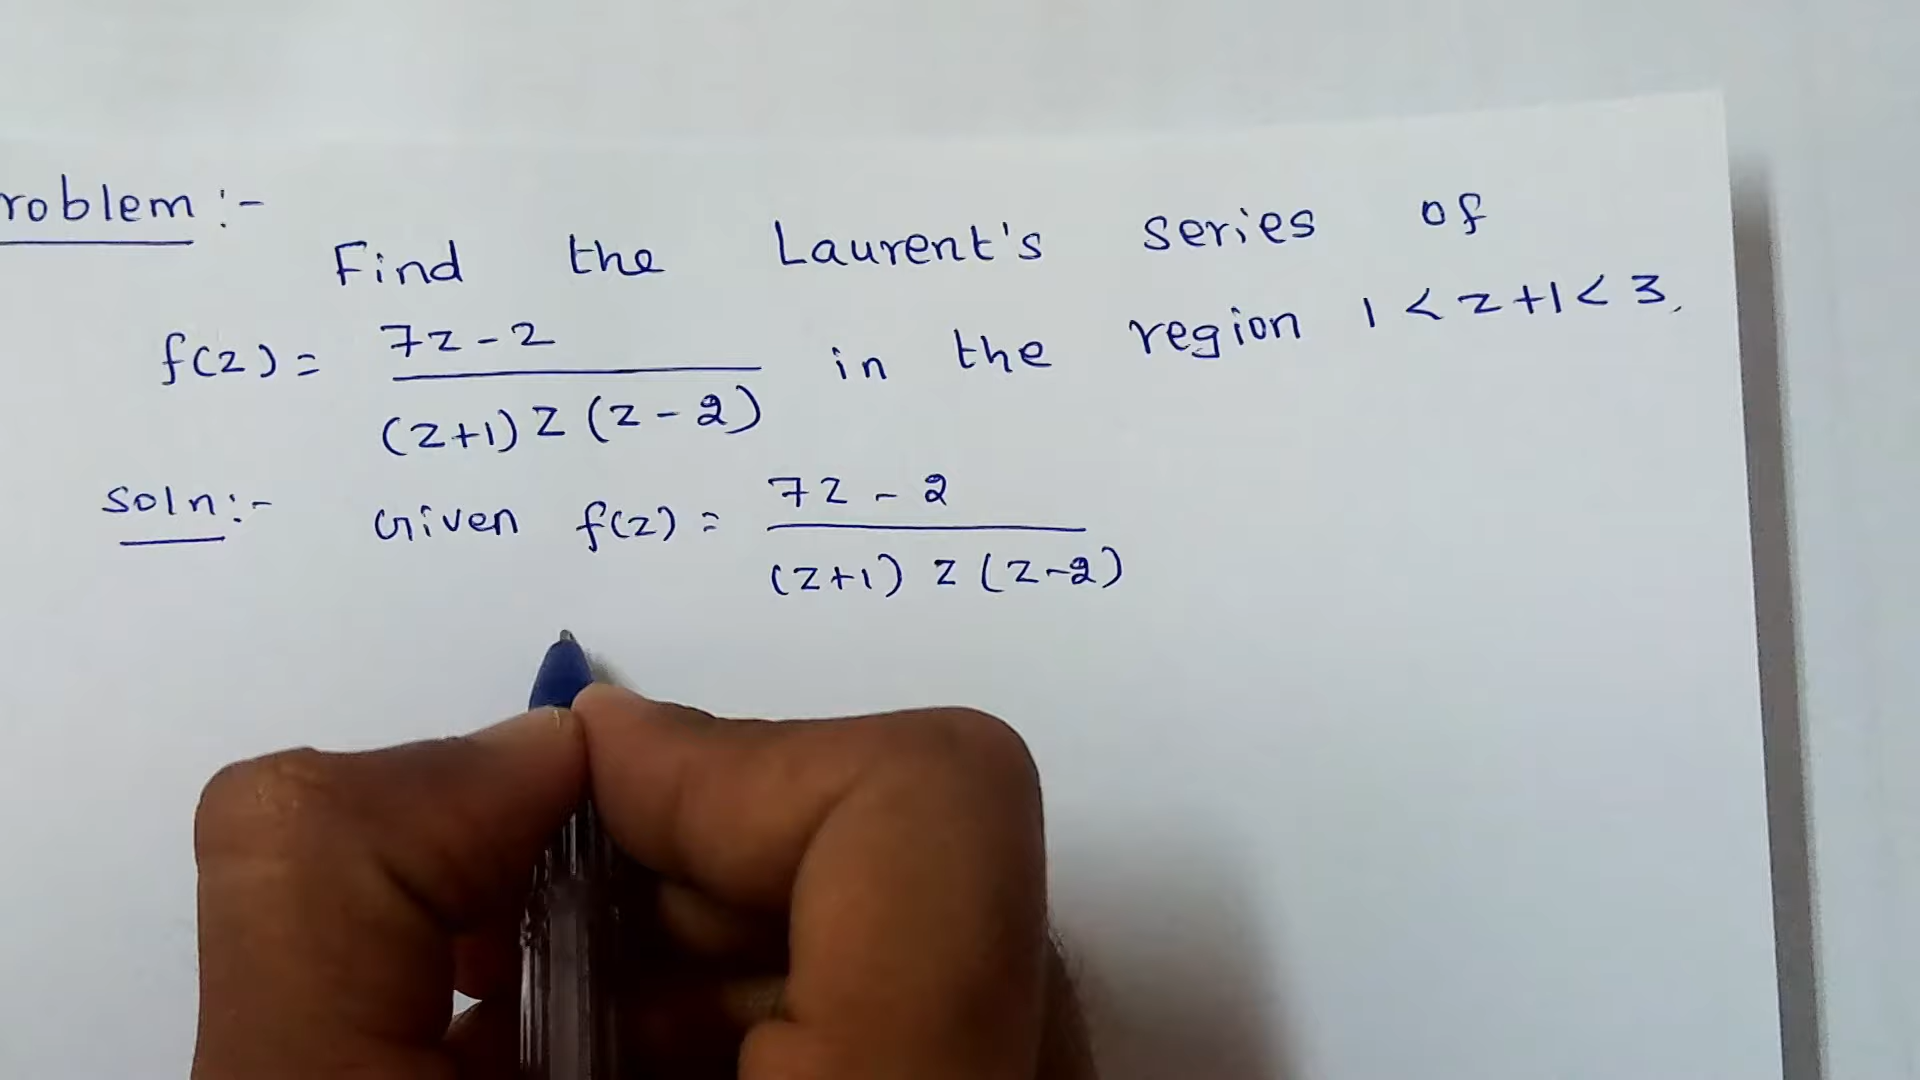 roblem :-
Find the Laurent's series of
f(z) = 7z - 2 / (z+1) z (z - 2) in the region 1 < z + 1 < 3.
Soln :- Given f(z) = 7z - 2 / (z+1) z (z-2)